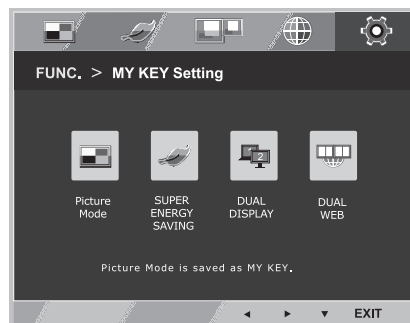 FUNC. > MY KEY Setting
Picture
Mode
SUPER
ENERGY
SAVING
DUAL
DISPLAY
DUAL
WEB
2
Picture Mode is saved as MY KEY.
◄ ► ▼ EXIT